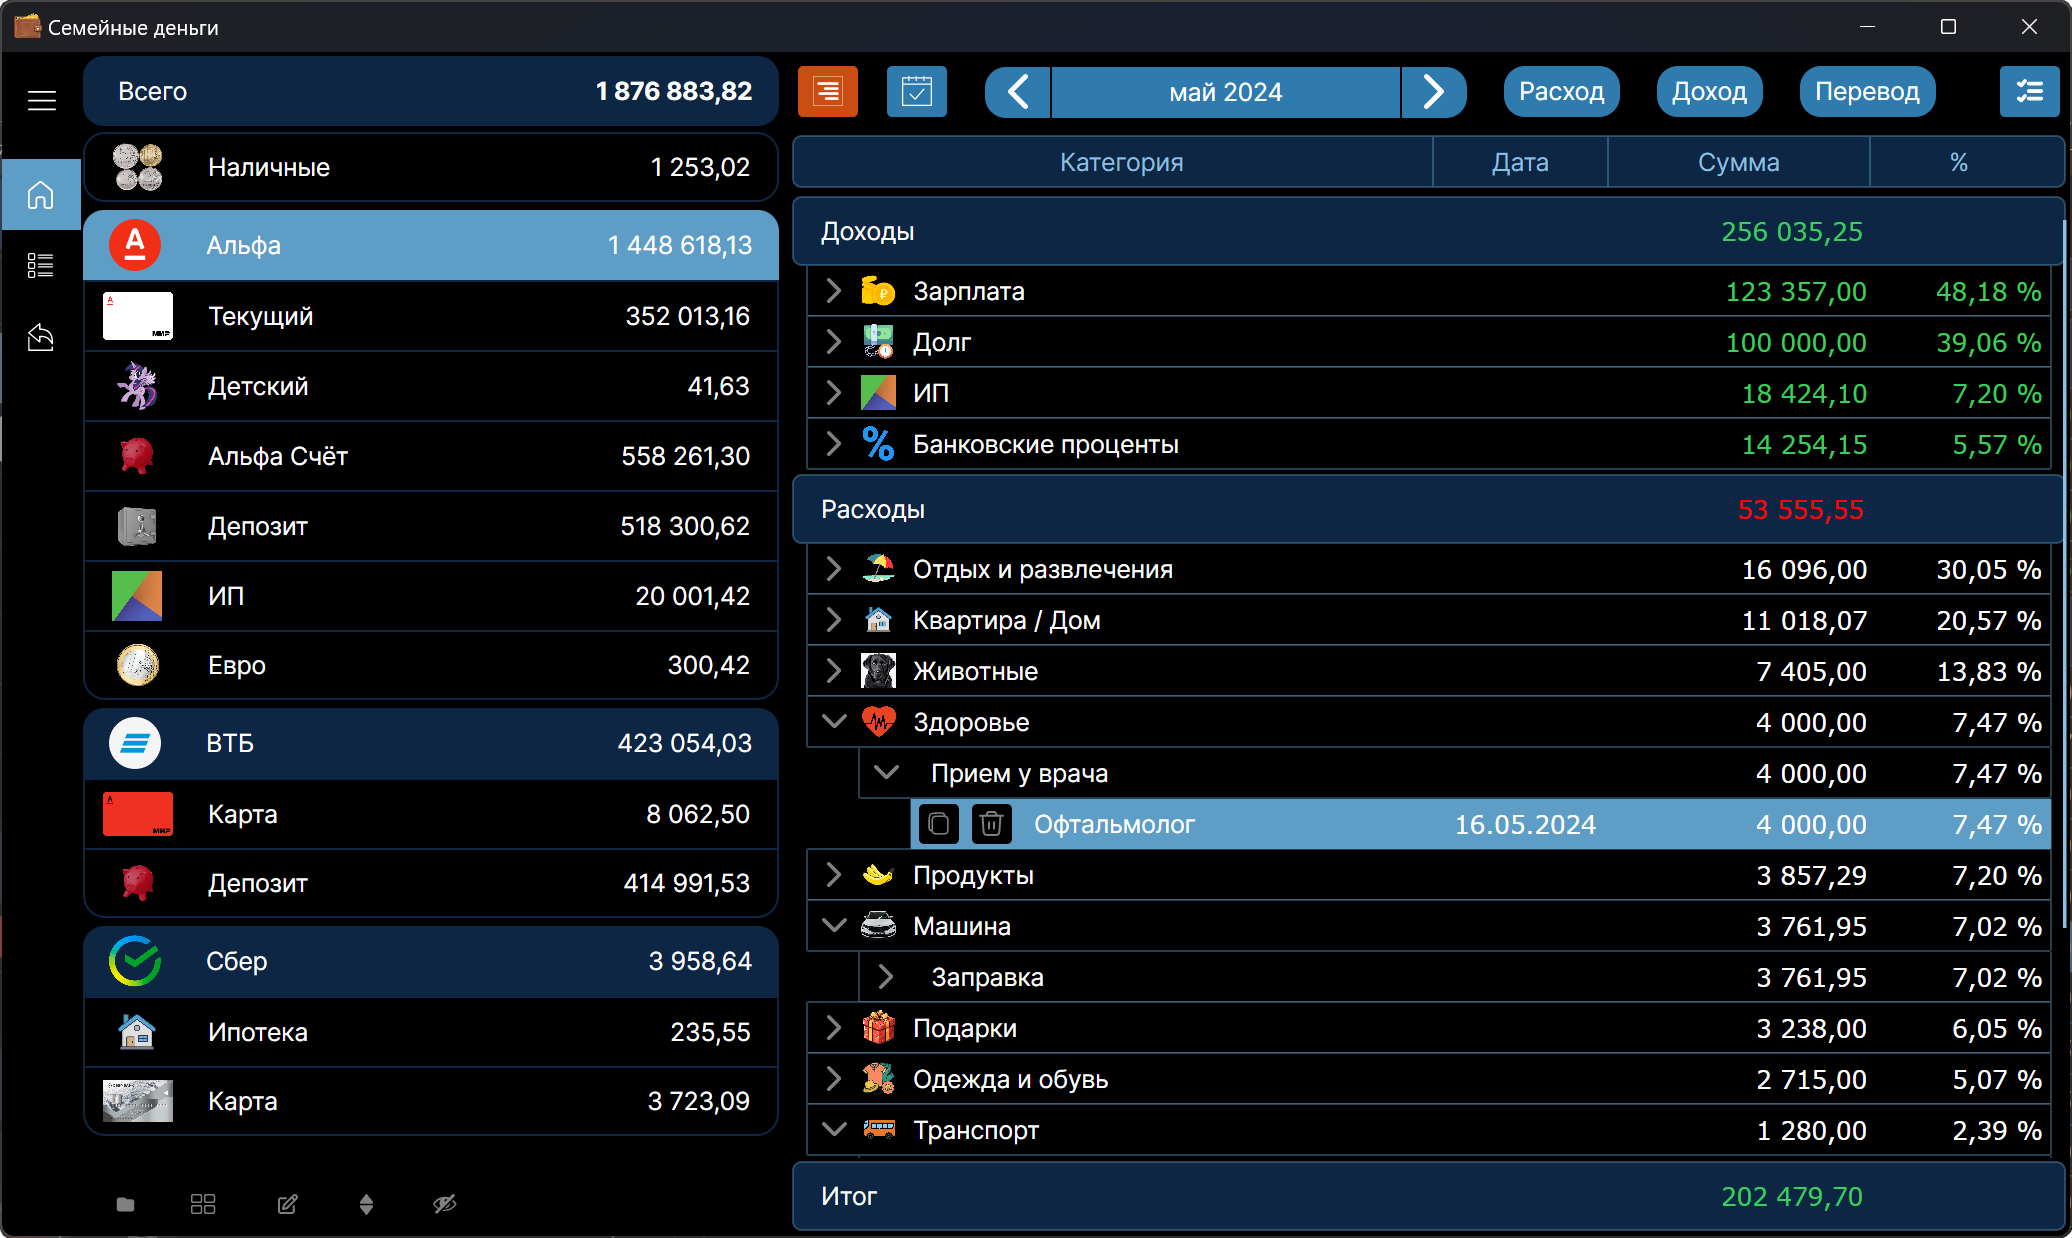 Семейные деньги
Всего 1 876 883,82
Наличные 1 253,02
Альфа 1 448 618,13
Текущий 352 013,16
Детский 41,63
Альфа Счёт 558 261,30
Депозит 518 300,62
ИП 20 001,42
Евро 300,42
ВТБ 423 054,03
Карта 8 062,50
Депозит 414 991,53
Сбер 3 958,64
Ипотека 235,55
Карта 3 723,09
май 2024 Расход Доход Перевод
Категория Дата Сумма %
Доходы 256 035,25
Зарплата 123 357,00 48,18 %
Долг 100 000,00 39,06 %
ИП 18 424,10 7,20 %
Банковские проценты 14 254,15 5,57 %
Расходы 53 555,55
Отдых и развлечения 16 096,00 30,05 %
Квартира / Дом 11 018,07 20,57 %
Животные 7 405,00 13,83 %
Здоровье 4 000,00 7,47 %
Прием у врача 4 000,00 7,47 %
Офтальмолог 16.05.2024 4 000,00 7,47 %
Продукты 3 857,29 7,20 %
Машина 3 761,95 7,02 %
Заправка 3 761,95 7,02 %
Подарки 3 238,00 6,05 %
Одежда и обувь 2 715,00 5,07 %
Транспорт 1 280,00 2,39 %
Итог 202 479,70